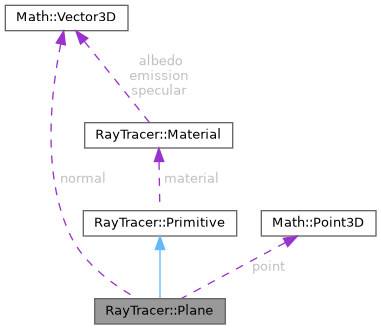 Math::Vector3D
albedo
emission
specular
RayTracer::Material
normal
material
RayTracer::Primitive
Math::Point3D
point
RayTracer::Plane